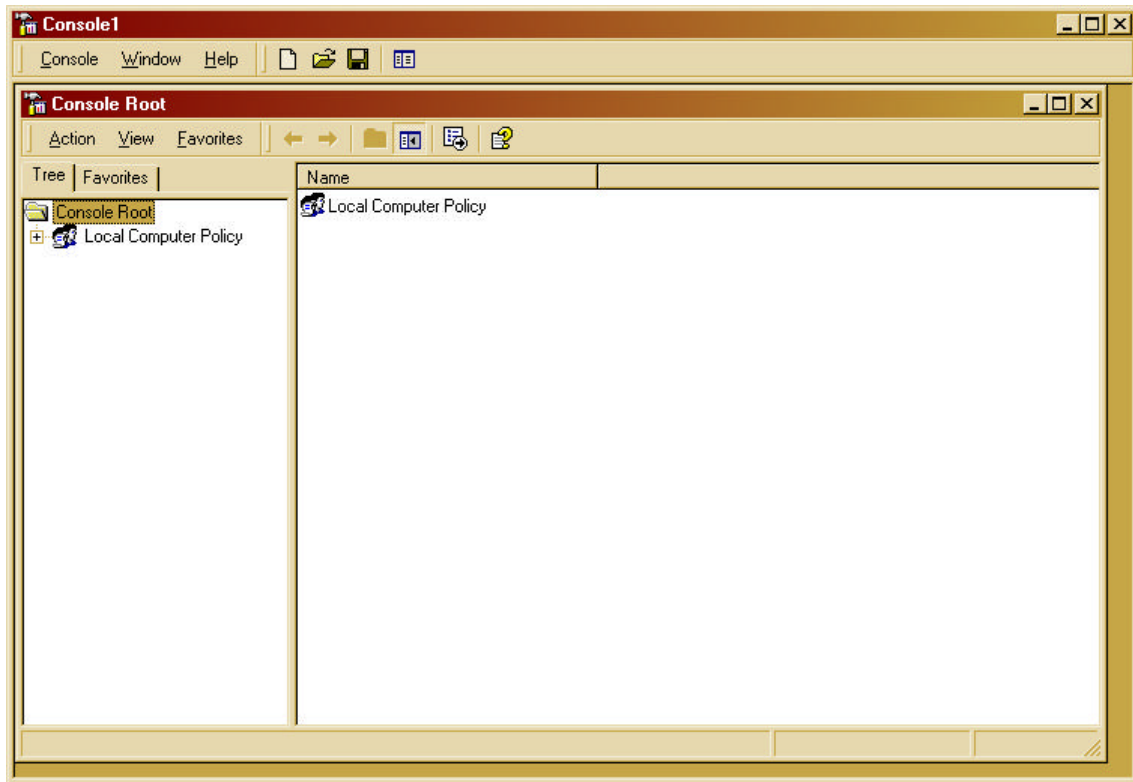 Console1
Console Window Help
Console Root
Action View Favorites
Tree Favorites
Name
Console Root
Local Computer Policy
Local Computer Policy